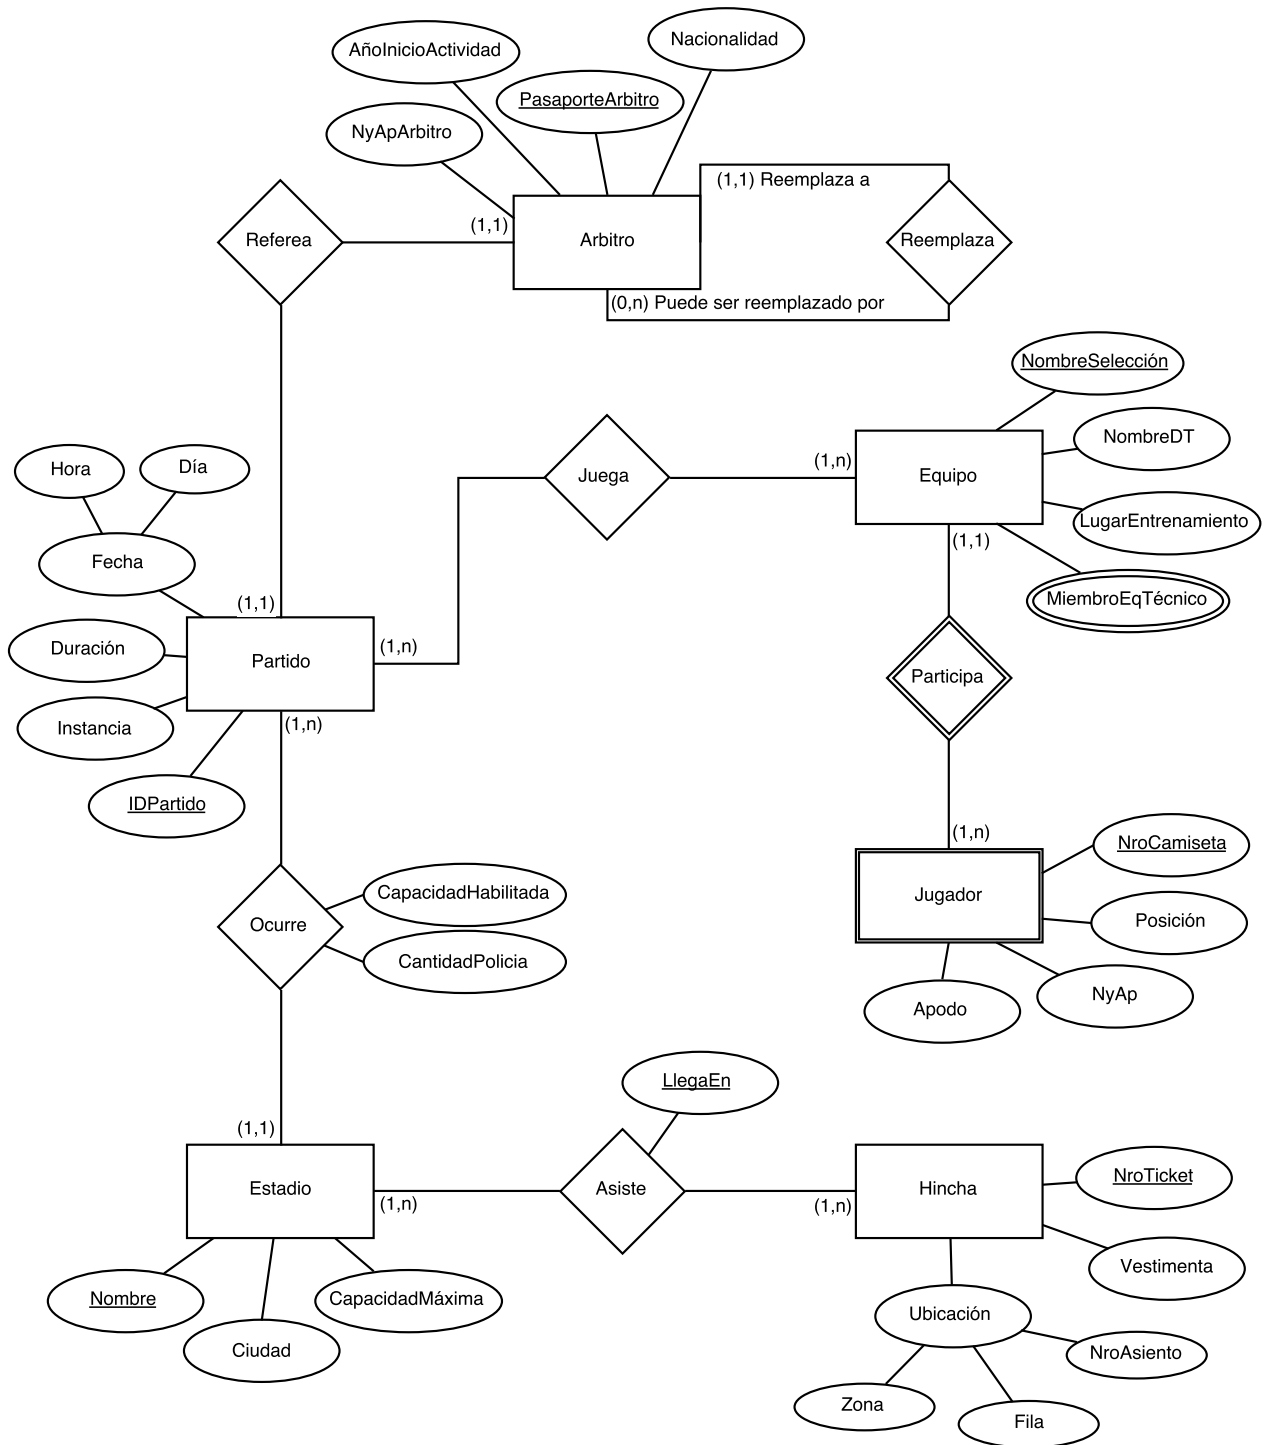 Nacionalidad
AñoInicioActividad
PasaporteArbitro
NyApArbitro
(1,1) Reemplaza a
Referea
(1,1)
Arbitro
Reemplaza
(0,n) Puede ser reemplazado por
NombreSelección
NombreDT
(1,n)
Hora
Día
Juega
Equipo
LugarEntrenamiento
(1,1)
Fecha
MiembroEqTécnico
(1,1)
Duración
(1,n)
Partido
Participa
Instancia
(1,n)
IDPartido
(1,n)
NroCamiseta
CapacidadHabilitada
Jugador
Ocurre
Posición
CantidadPolicia
NyAp
Apodo
LlegaEn
(1,1)
Estadio
(1,n)
Asiste
(1,n)
Hincha
NroTicket
Vestimenta
Nombre
CapacidadMáxima
Ubicación
Ciudad
NroAsiento
Zona
Fila